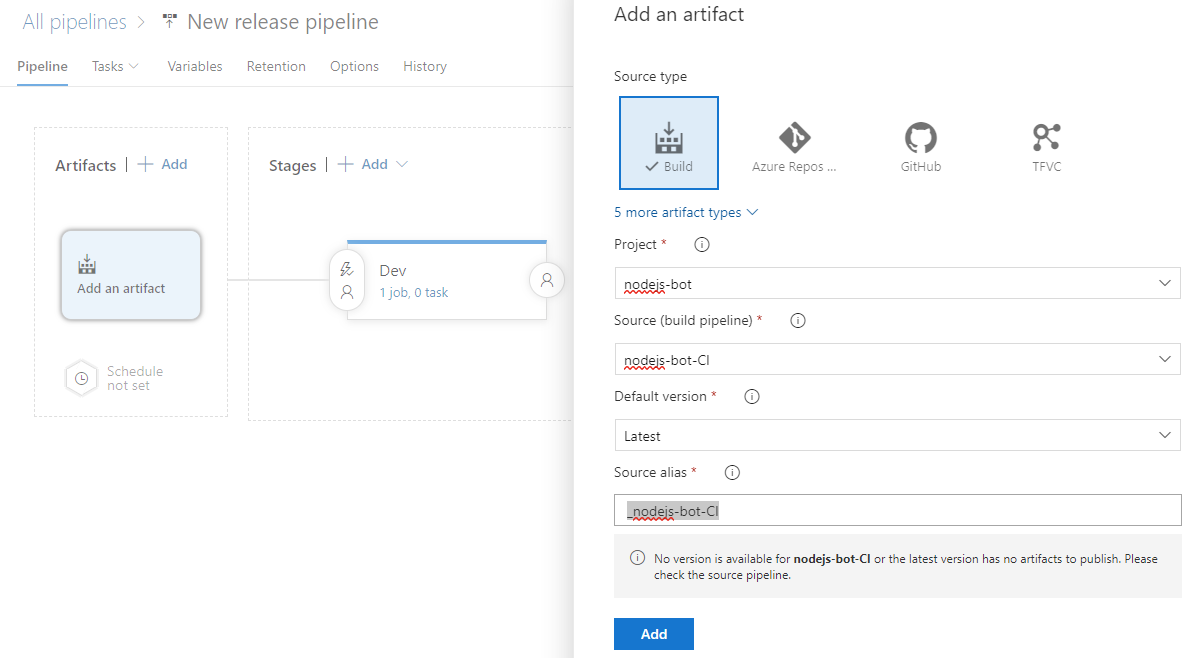 All pipelines > New release pipeline
Pipeline Tasks Variables Retention Options History
Artifacts | + Add
Stages | + Add
Add an artifact
Schedule
not set
Dev
1 job, 0 task
Add an artifact
Source type
Build
Azure Repos ...
GitHub
TFVC
5 more artifact types
Project *
nodejs-bot
Source (build pipeline) *
nodejs-bot-CI
Default version *
Latest
Source alias *
_nodejs-bot-CI
No version is available for nodejs-bot-CI or the latest version has no artifacts to publish. Please
check the source pipeline.
Add